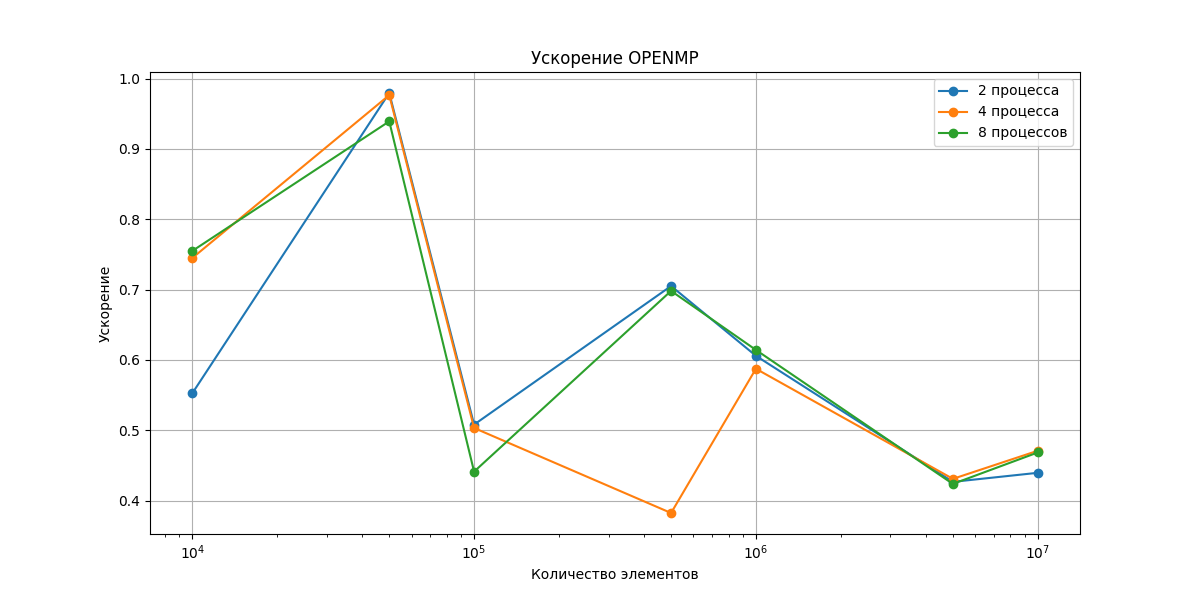 Ускорение OPENMP
2 процесса
4 процесса
8 процессов
Ускорение
1.0
0.9
0.8
0.7
0.6
0.5
0.4
10⁴ 10⁵ 10⁶ 10⁷
Количество элементов